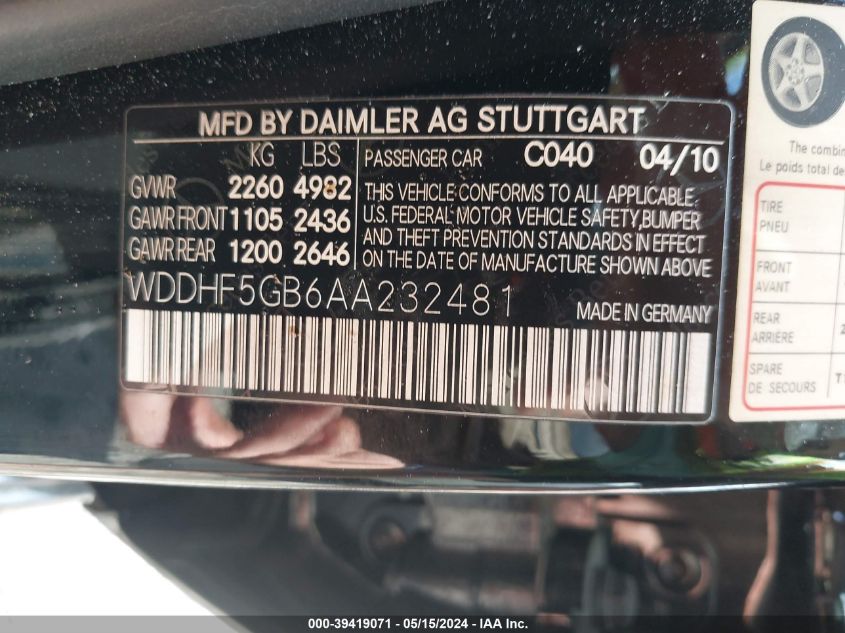 MFD BY DAIMLER AG STUTTGART
KG LBS
GVWR 2260 4982
GAWR FRONT 1105 2436
GAWR REAR 1200 2646
PASSENGER CAR C040 04/10
THIS VEHICLE CONFORMS TO ALL APPLICABLE
U.S. FEDERAL MOTOR VEHICLE SAFETY, BUMPER
AND THEFT PREVENTION STANDARDS IN EFFECT
ON THE DATE OF MANUFACTURE SHOWN ABOVE
WDDHF5GB6AA232481
MADE IN GERMANY
The combin
Le poids total de
TIRE
PNEU
FRONT
AVANT
REAR
ARRIÈRE
SPARE
DE SECOURS
000-39419071 - 05/15/2024 - IAA Inc.